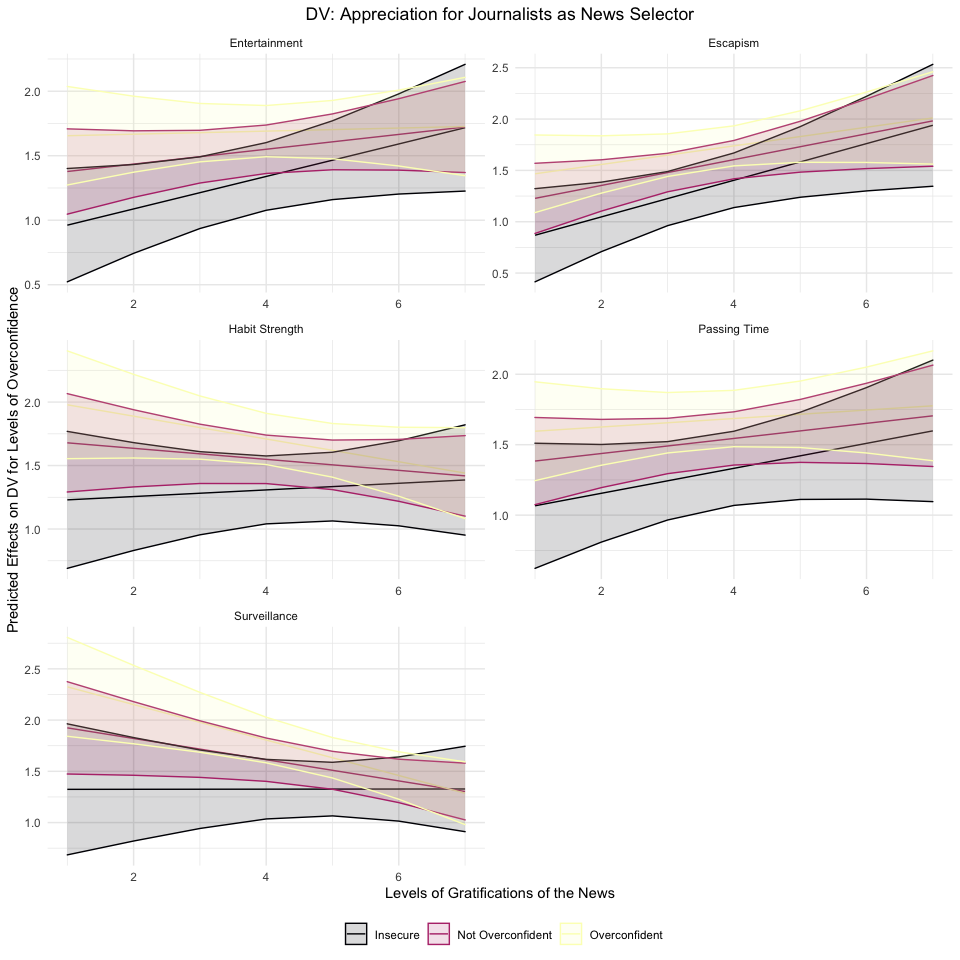 DV: Appreciation for Journalists as News Selector
Entertainment
Escapism
2.0
1.5
1.0
0.5
2 4 6
2.5
2.0
1.5
1.0
0.5
2 4 6
Predicted Effects on DV for Levels of Overconfidence
Habit Strength
Passing Time
2.0
1.5
1.0
2 4 6
2.0
1.5
1.0
2 4 6
Surveillance
2.5
2.0
1.5
1.0
2 4 6
Levels of Gratifications of the News
Insecure Not Overconfident Overconfident